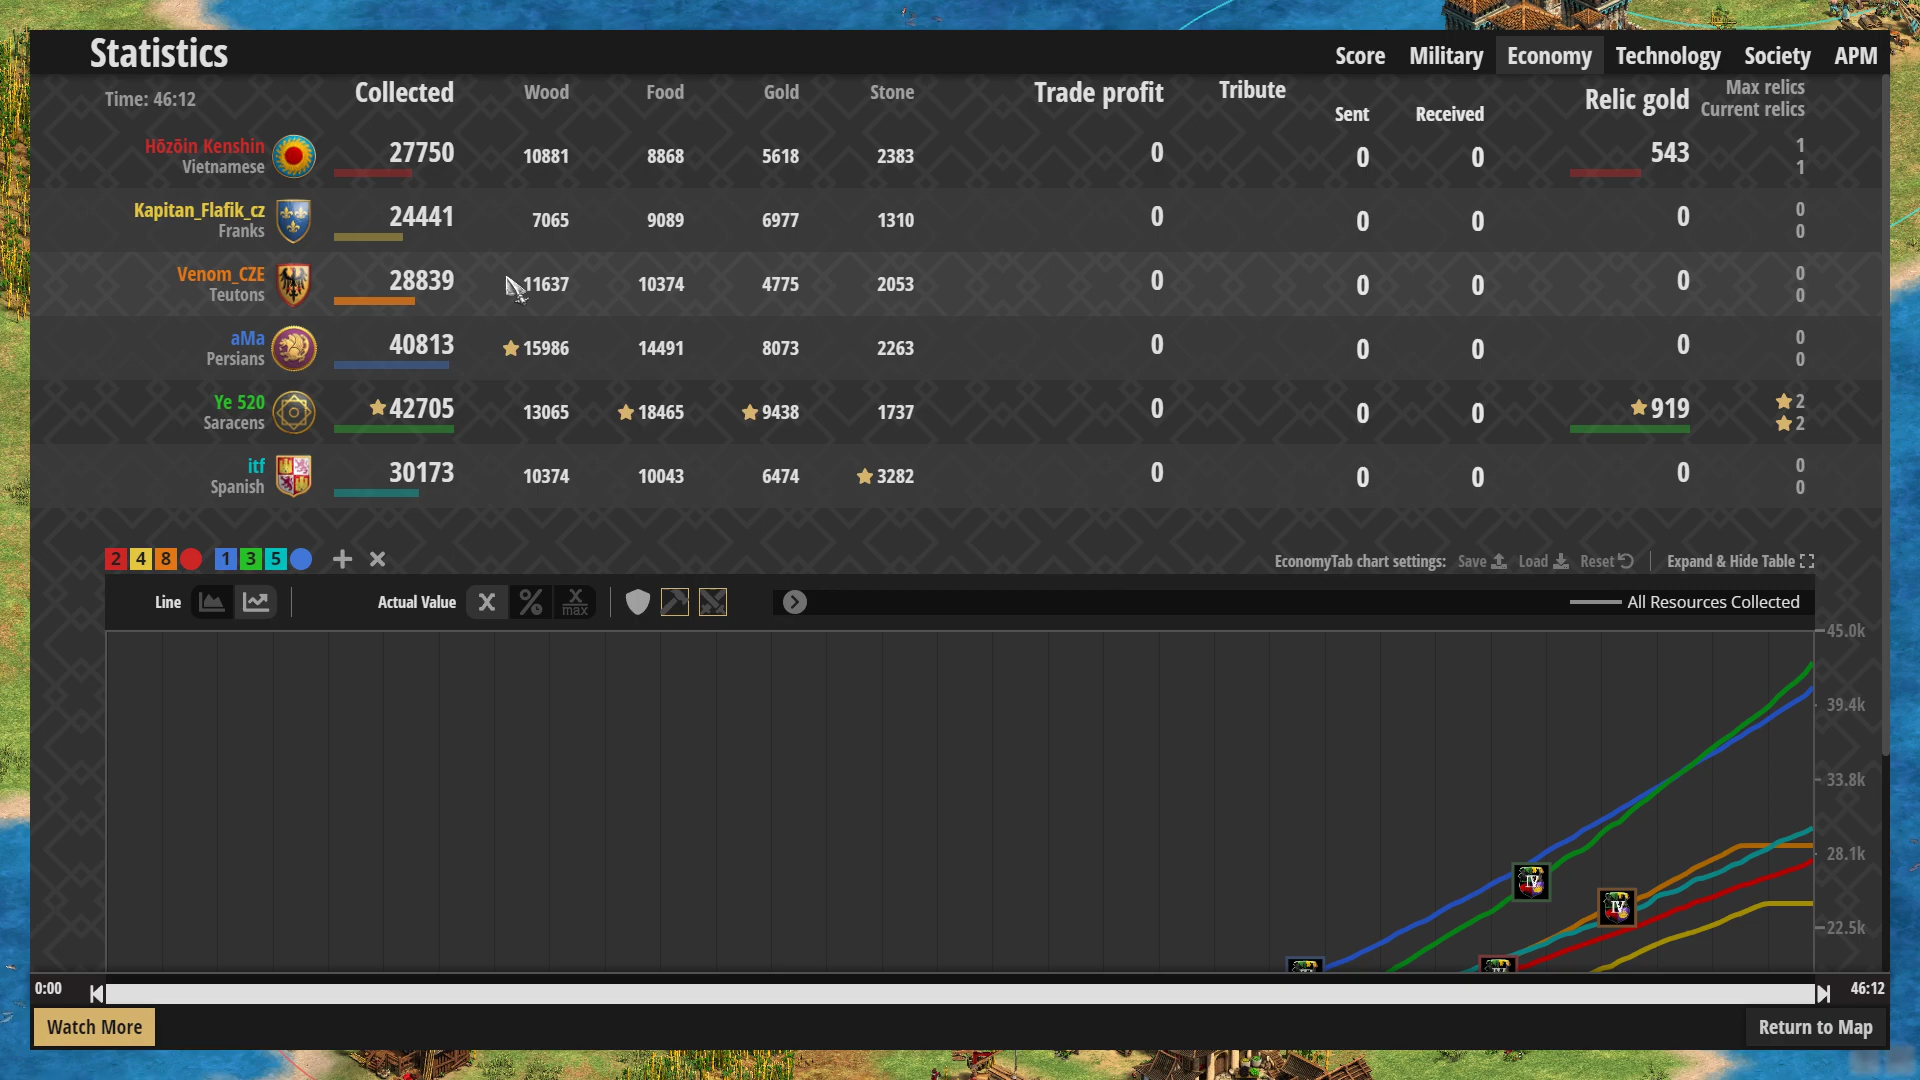 Statistics
Score Military Economy Technology Society APM
Time: 46:12
Collected Wood Food Gold Stone Trade profit Tribute Sent Received Relic gold Max relics Current relics
Hōzōin Kenshin 27750 10881 8868 5618 2383 0 0 0 543 1
Vietnamese 1
Kapitan_Flafik_cz 24441 7065 9089 6977 1310 0 0 0 0 0
Franks 0
Venom_CZE 28839 11637 10374 4775 2053 0 0 0 0 0
Teutons 0
aMa 40813 15986 14491 8073 2263 0 0 0 0 0
Persians 0
Ye 520 42705 13065 18465 9438 1737 0 0 0 919 2
Saracens 2
itf 30173 10374 10043 6474 3282 0 0 0 0 0
Spanish 0
2 4 8 1 3 5 EconomyTab chart settings: Save Load Reset Expand & Hide Table
Line Actual Value X % X max All Resources Collected
45.0k
39.4k
33.8k
28.1k
IV
IV
22.5k
0:00 46:12
Watch More Return to Map